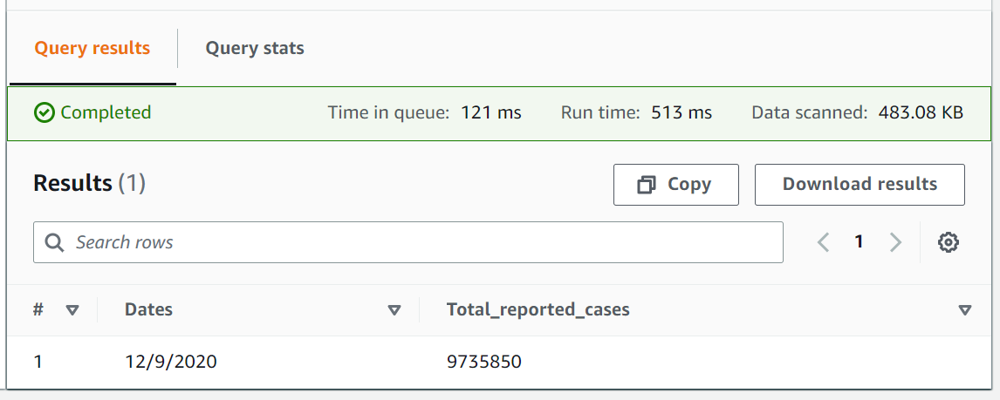 Query results Query stats
Completed Time in queue: 121 ms Run time: 513 ms Data scanned: 483.08 KB
Results (1) Copy Download results
Search rows 1
# Dates Total_reported_cases
1 12/9/2020 9735850